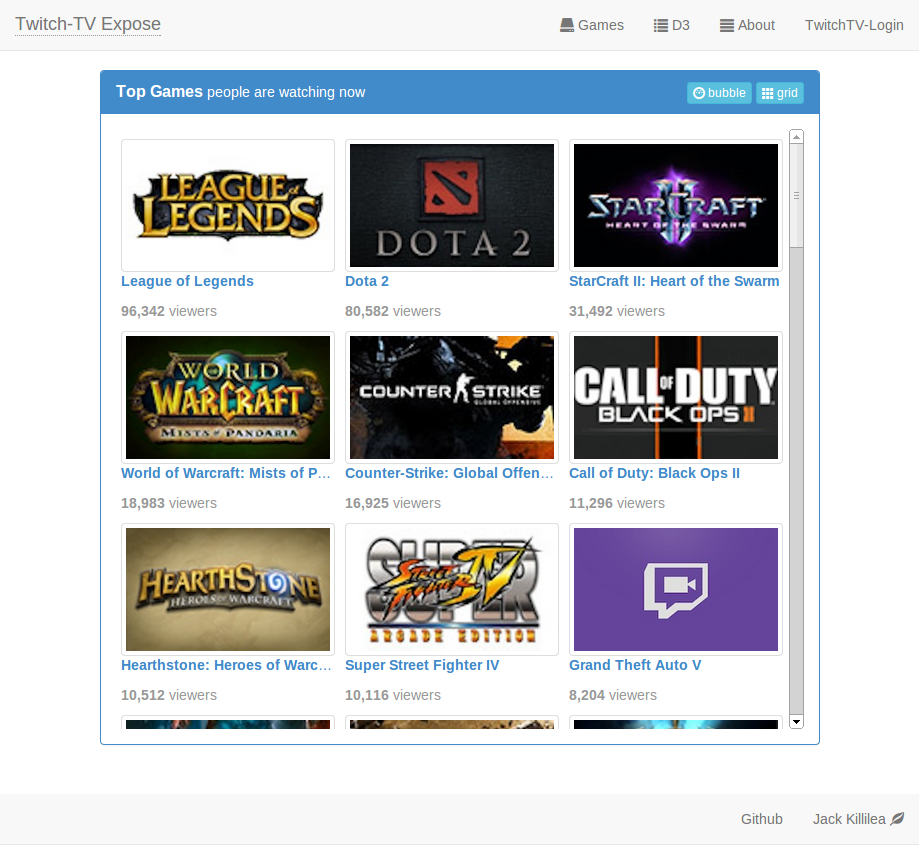 Twitch-TV Expose
Games
D3
About
TwitchTV-Login
Top Games people are watching now
bubble
grid
LEAGUE of
LEGENDS
DOTA 2
STARCRAFT II
HEART OF THE SWARM
League of Legends
Dota 2
StarCraft II: Heart of the Swarm
96,342 viewers
80,582 viewers
31,492 viewers
WORLD
OF
WARCRAFT
MISTS of PANDARIA
COUNTER STRIKE
GLOBAL OFFENSIVE
CALL OF DUTY
BLACK OPS II
World of Warcraft: Mists of P...
Counter-Strike: Global Offen...
Call of Duty: Black Ops II
18,983 viewers
16,925 viewers
11,296 viewers
HEARTHSTONE
HEROES OF WARCRAFT
SUPER
STREET
FIGHTER IV
ARCADE EDITION
Hearthstone: Heroes of Warc...
Super Street Fighter IV
Grand Theft Auto V
10,512 viewers
10,116 viewers
8,204 viewers
Github
Jack Killilea